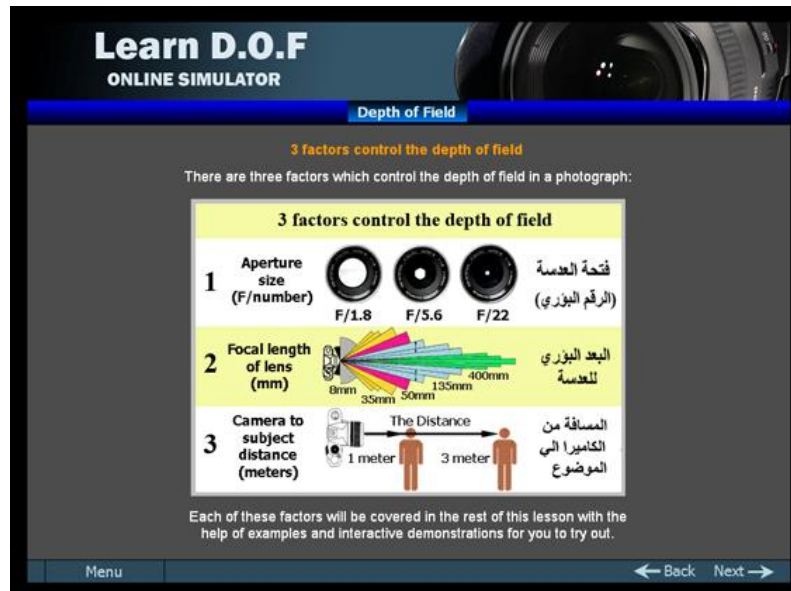 Learn D.O.F
ONLINE SIMULATOR
Depth of Field
3 factors control the depth of field
There are three factors which control the depth of field in a photograph:
3 factors control the depth of field
1
Aperture
size
(F/number)
F/1.8 F/5.6 F/22
فتحة العدسة
(الرقم البؤري)
2
Focal length
of lens
(mm)
8mm 35mm 50mm 135mm 400mm
البعد البؤري
للعدسة
3
Camera to
subject
distance
(meters)
The Distance
1 meter 3 meter
المسافة من
الكاميرا الي
الموضوع
Each of these factors will be covered in the rest of this lesson with the
help of examples and interactive demonstrations for you to try out.
Menu Back Next